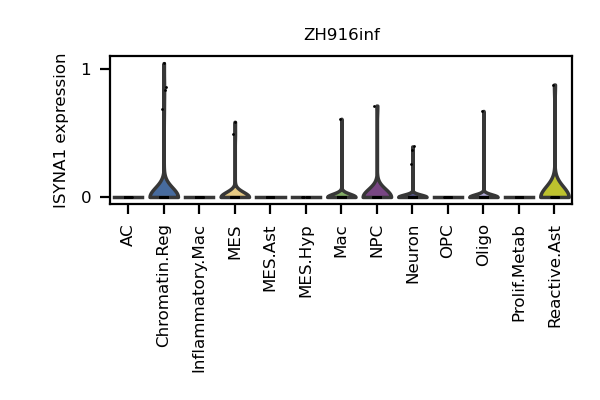 ZH916inf
ISYNA1 expression
1
0
AC
Chromatin.Reg
Inflammatory.Mac
MES
MES.Ast
MES.Hyp
Mac
NPC
Neuron
OPC
Oligo
Prolif.Metab
Reactive.Ast